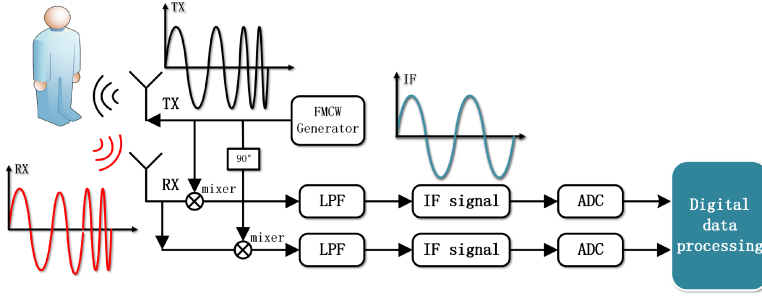 TX
IF
TX
FMCW
Generator
90°
RX
RX
mixer
LPF
IF signal
ADC
mixer
LPF
IF signal
ADC
Digital
data
processing